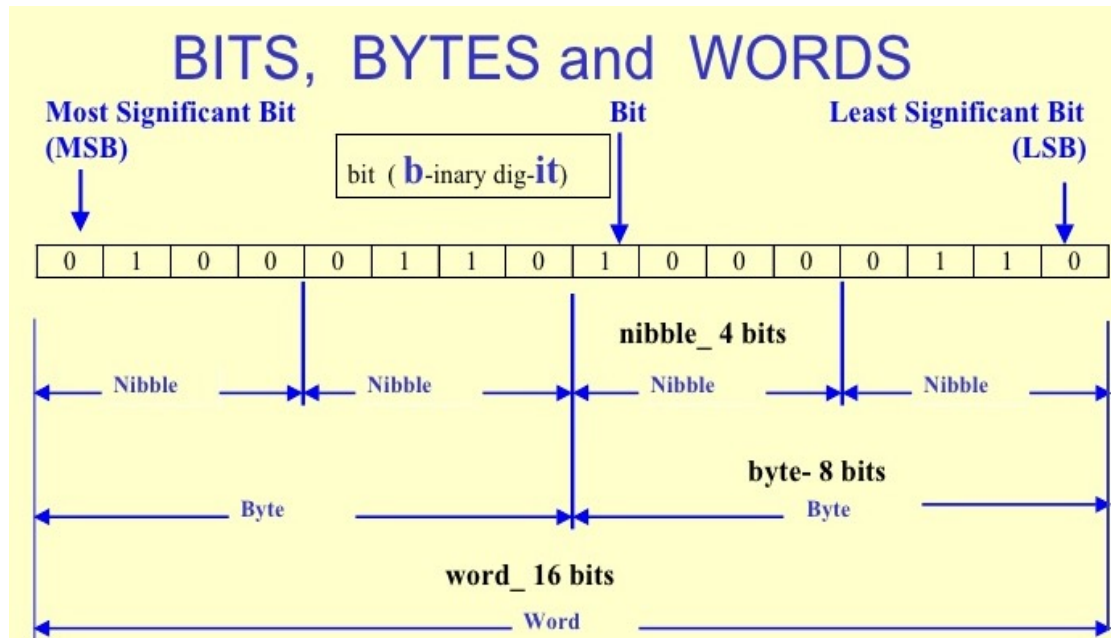 BITS, BYTES and WORDS
Most Significant Bit
(MSB)
Bit
Least Significant Bit
(LSB)
bit ( b-inary dig-it)
0 1 0 0 0 1 1 0 1 0 0 0 0 1 1 0
nibble_ 4 bits
Nibble Nibble Nibble Nibble
byte- 8 bits
Byte Byte
word_ 16 bits
Word